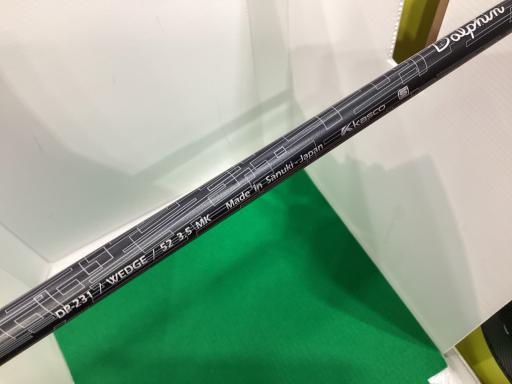 Dolphin
Kasco S
Made in Sanuki-Japan
DP-231 / WEDGE / 52 3.5 MK